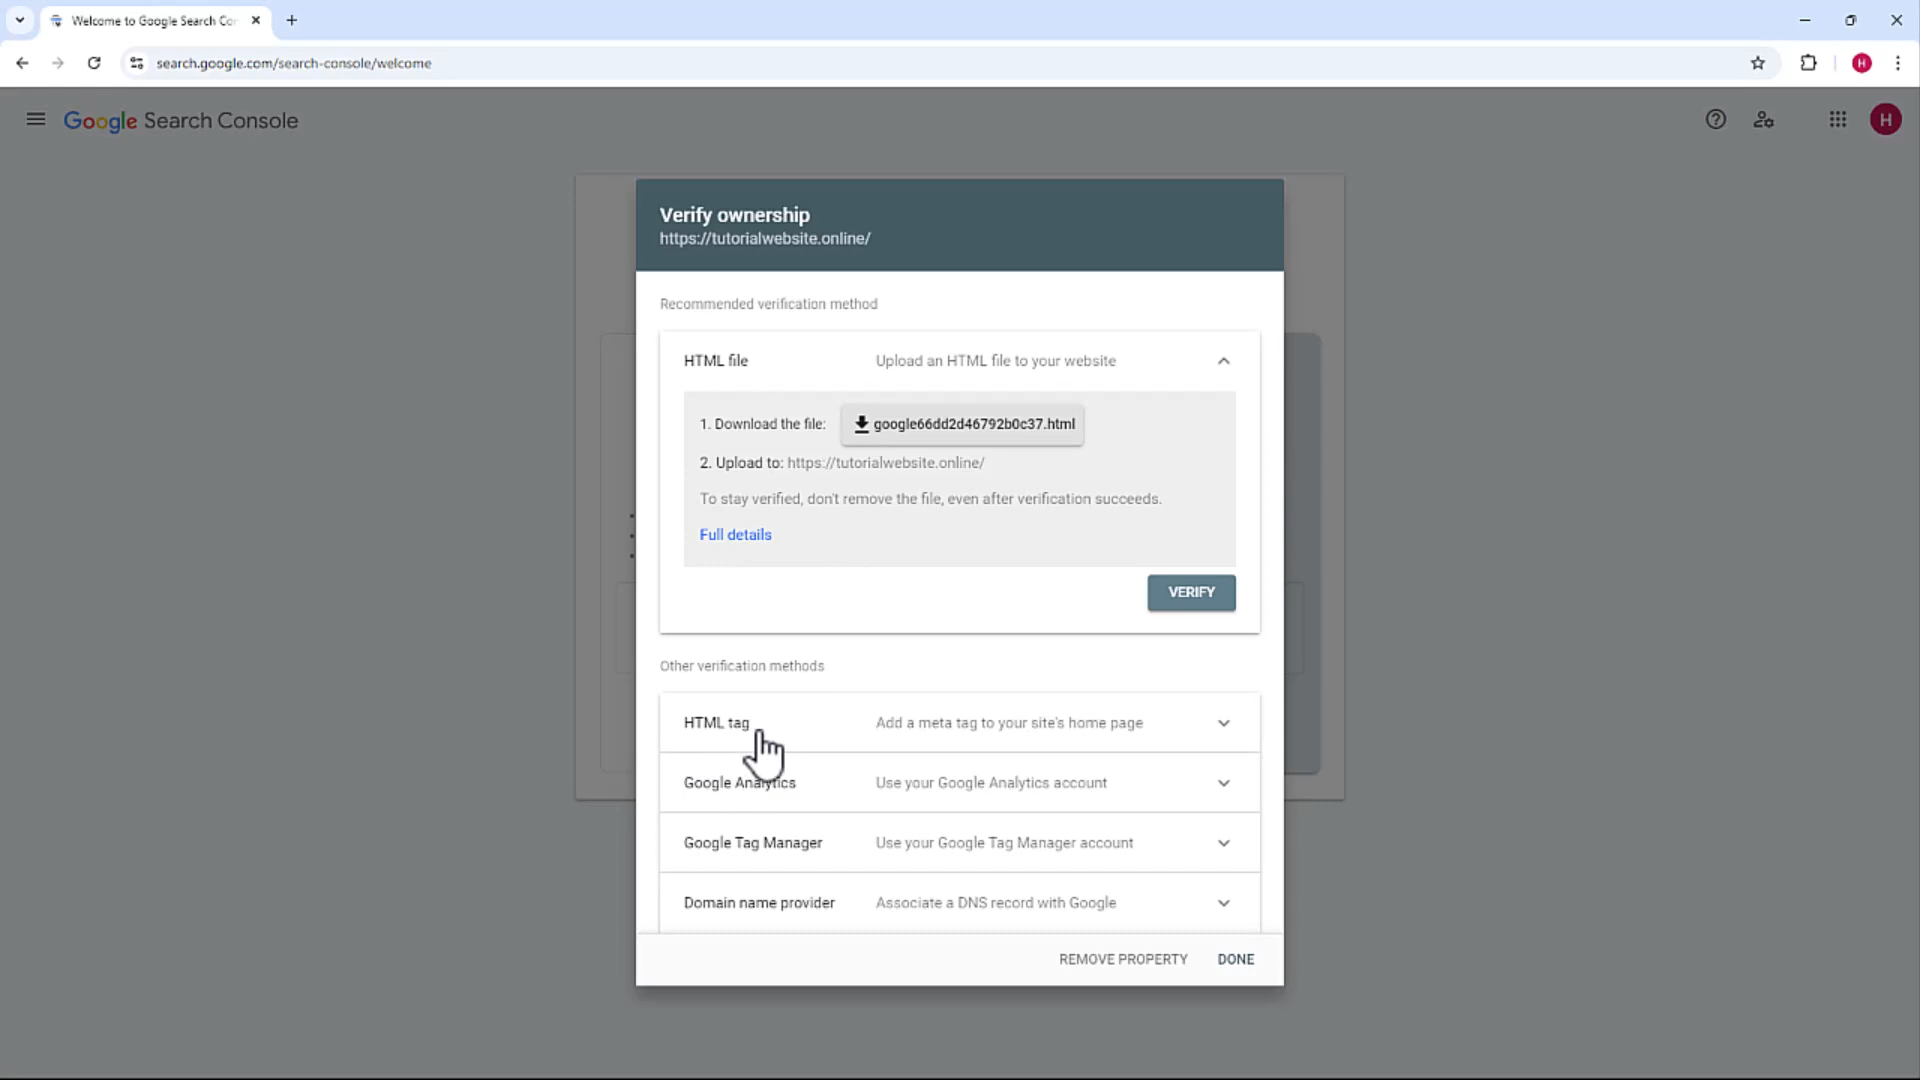 Welcome to Google Search Co
search.google.com/search-console/welcome
H
Google Search Console
H
Verify ownership
https://tutorialwebsite.online/
Recommended verification method
HTML file Upload an HTML file to your website
1. Download the file: google66dd2d46792b0c37.html
2. Upload to: https://tutorialwebsite.online/
To stay verified, don't remove the file, even after verification succeeds.
Full details
VERIFY
Other verification methods
HTML tag Add a meta tag to your site's home page
Google Analytics Use your Google Analytics account
Google Tag Manager Use your Google Tag Manager account
Domain name provider Associate a DNS record with Google
REMOVE PROPERTY DONE